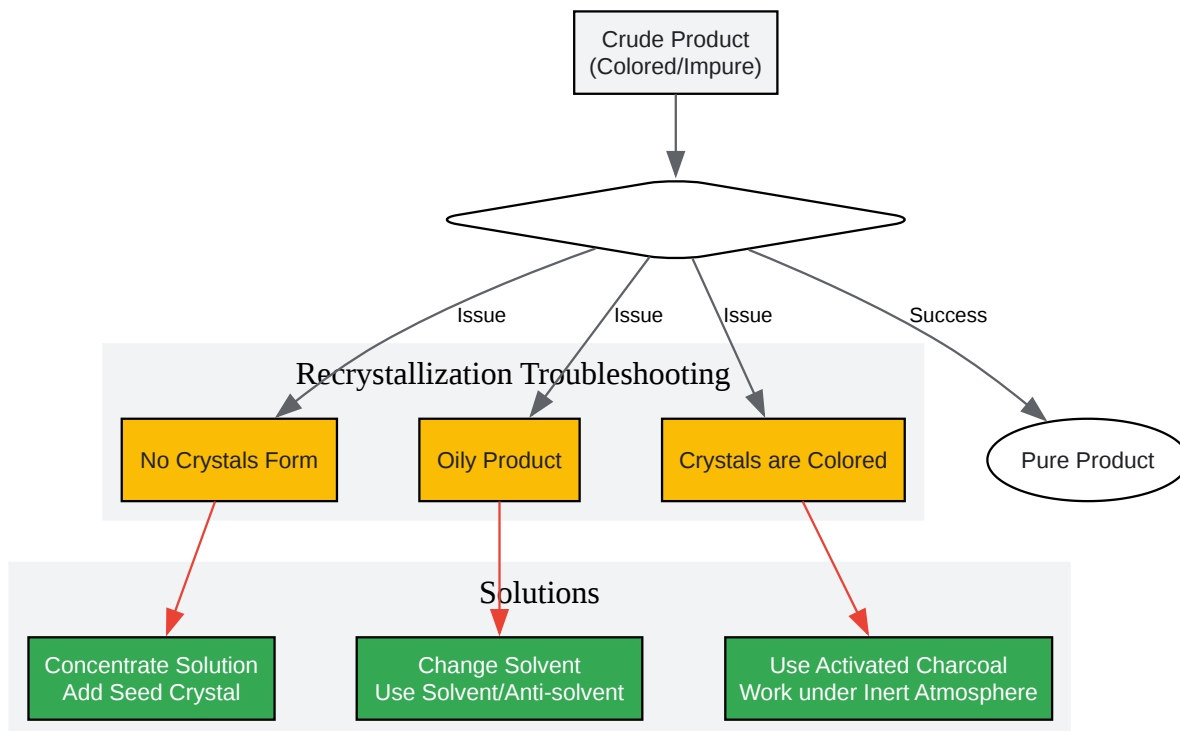 Crude Product
(Colored/Impure)
Issue
Issue
Issue
Success
Recrystallization Troubleshooting
No Crystals Form
Oily Product
Crystals are Colored
Pure Product
Solutions
Concentrate Solution
Add Seed Crystal
Change Solvent
Use Solvent/Anti-solvent
Use Activated Charcoal
Work under Inert Atmosphere